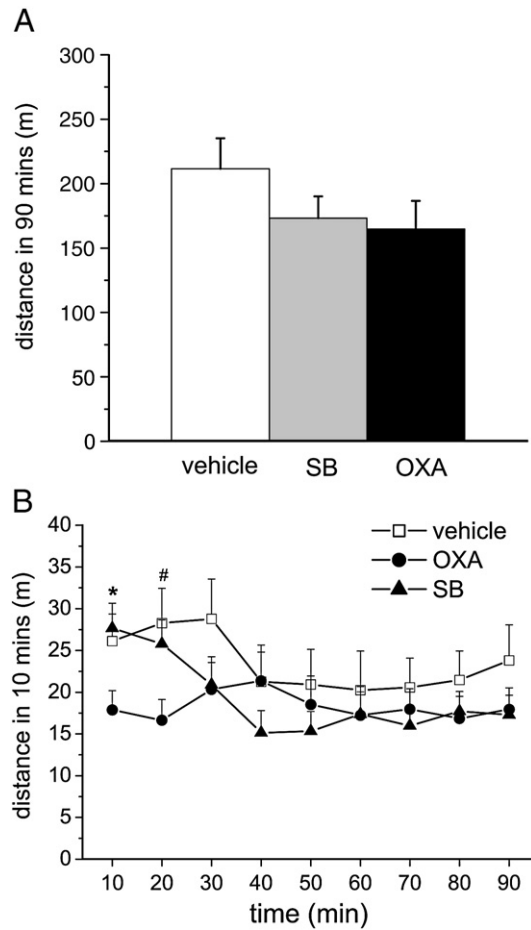 A
distance in 90 mins (m)
300
250
200
150
100
50
0
vehicle SB OXA
B
distance in 10 mins (m)
40
35
30
25
20
15
10
5
0
* #
vehicle
OXA
SB
10 20 30 40 50 60 70 80 90
time (min)